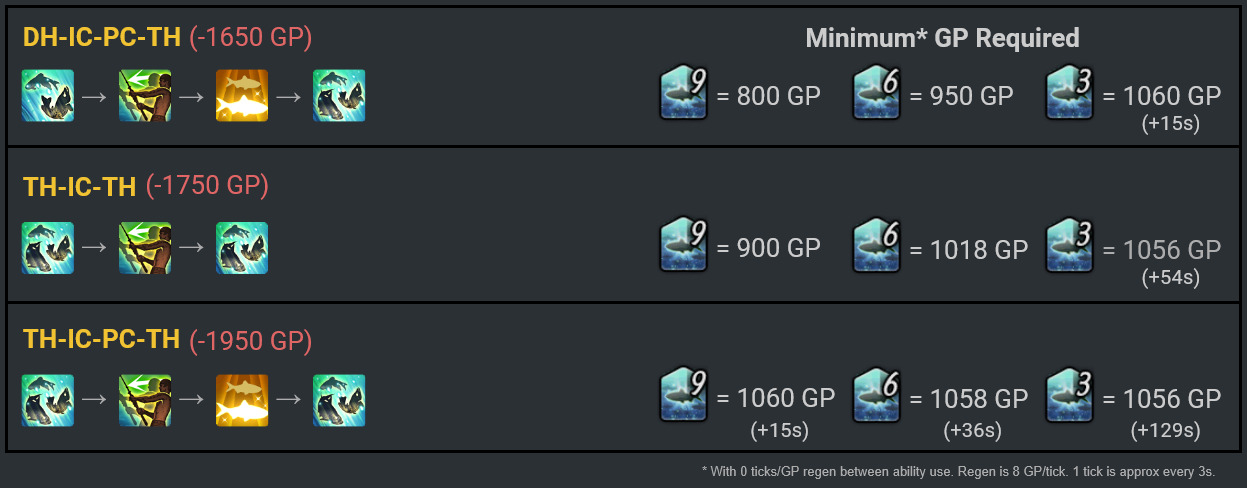 DH-IC-PC-TH (-1650 GP)
Minimum* GP Required
→ → →
9 = 800 GP 6 = 950 GP 3 = 1060 GP
(+15s)
TH-IC-TH (-1750 GP)
→ →
9 = 900 GP 6 = 1018 GP 3 = 1056 GP
(+54s)
TH-IC-PC-TH (-1950 GP)
→ → →
9 = 1060 GP 6 = 1058 GP 3 = 1056 GP
(+15s) (+36s) (+129s)
* With 0 ticks/GP regen between ability use. Regen is 8 GP/tick. 1 tick is approx every 3s.